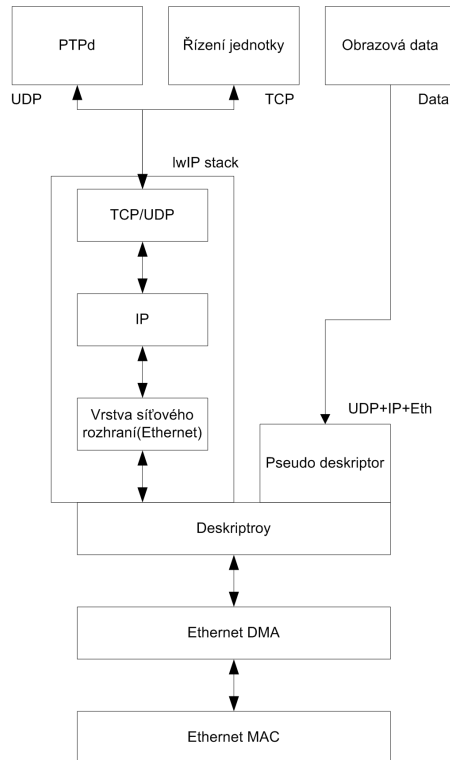 PTPd
Řízení jednotky
Obrazová data
UDP
TCP
Data
lwIP stack
TCP/UDP
IP
Vrstva síťového
rozhraní(Ethernet)
UDP+IP+Eth
Pseudo deskriptor
Deskriptroy
Ethernet DMA
Ethernet MAC